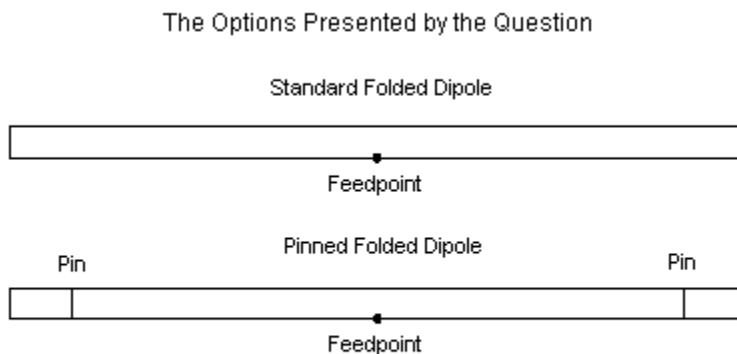 The Options Presented by the Question
Standard Folded Dipole
Feedpoint
Pinned Folded Dipole
Pin
Pin
Feedpoint